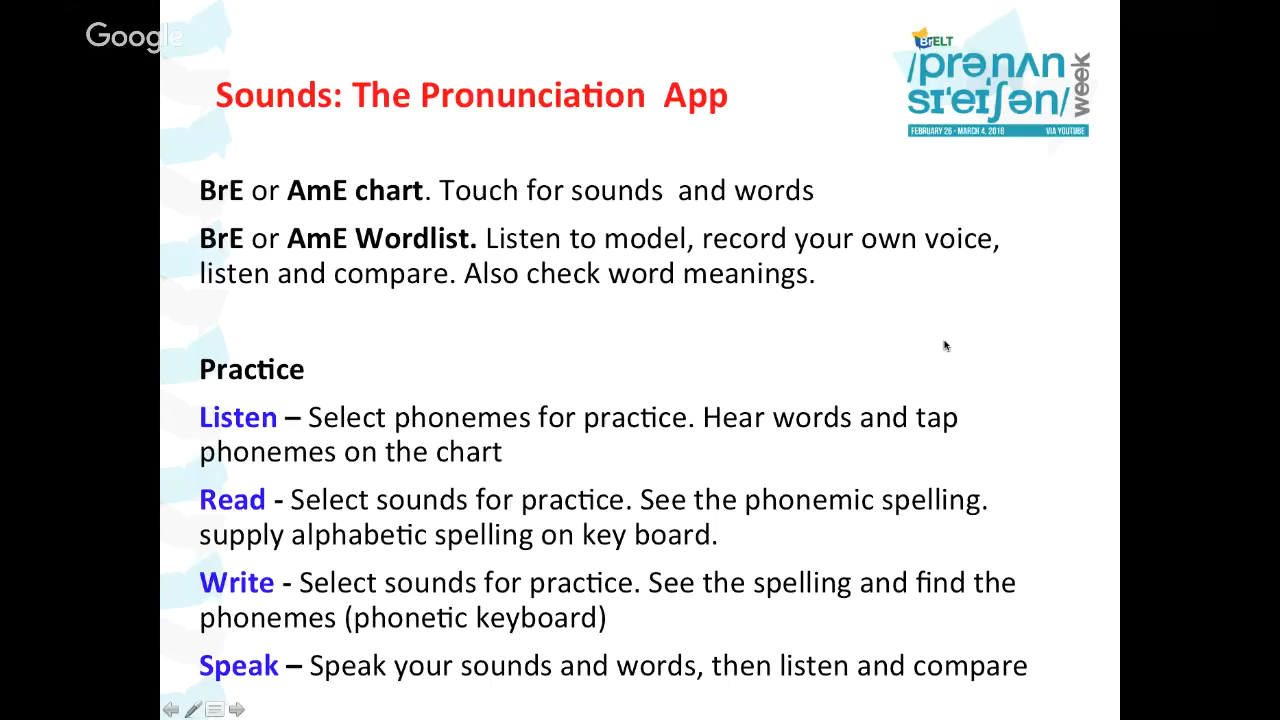 Google
BrELT
/prənʌn
sɪˈeɪʃən/
week
FEBRUARY 26 - MARCH 4, 2018 VIA YOUTUBE
Sounds: The Pronunciation App
BrE or AmE chart. Touch for sounds and words
BrE or AmE Wordlist. Listen to model, record your own voice,
listen and compare. Also check word meanings.
Practice
Listen – Select phonemes for practice. Hear words and tap
phonemes on the chart
Read - Select sounds for practice. See the phonemic spelling.
supply alphabetic spelling on key board.
Write - Select sounds for practice. See the spelling and find the
phonemes (phonetic keyboard)
Speak – Speak your sounds and words, then listen and compare